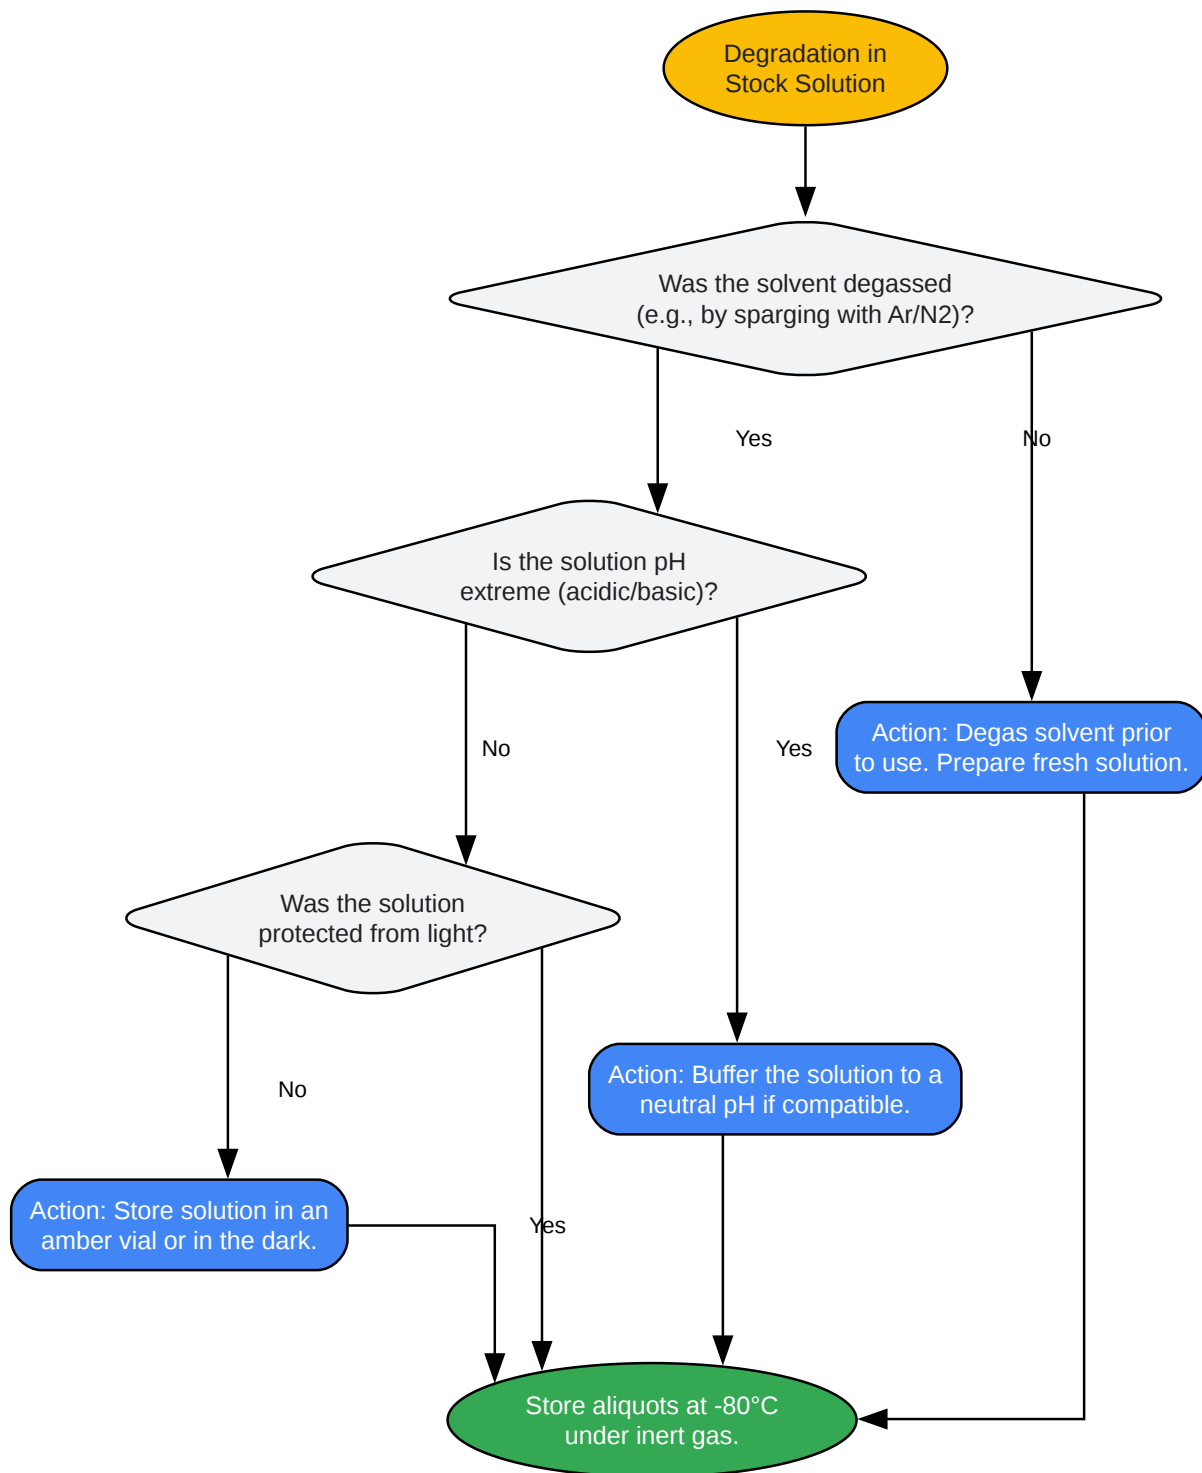 Degradation in
Stock Solution
Was the solvent degassed
(e.g., by sparging with Ar/N2)?
Yes
No
Is the solution pH
extreme (acidic/basic)?
No
Yes
Action: Degas solvent prior
to use. Prepare fresh solution.
Was the solution
protected from light?
No
Action: Buffer the solution to a
neutral pH if compatible.
Action: Store solution in an
amber vial or in the dark.
Yes
Store aliquots at -80°C
under inert gas.